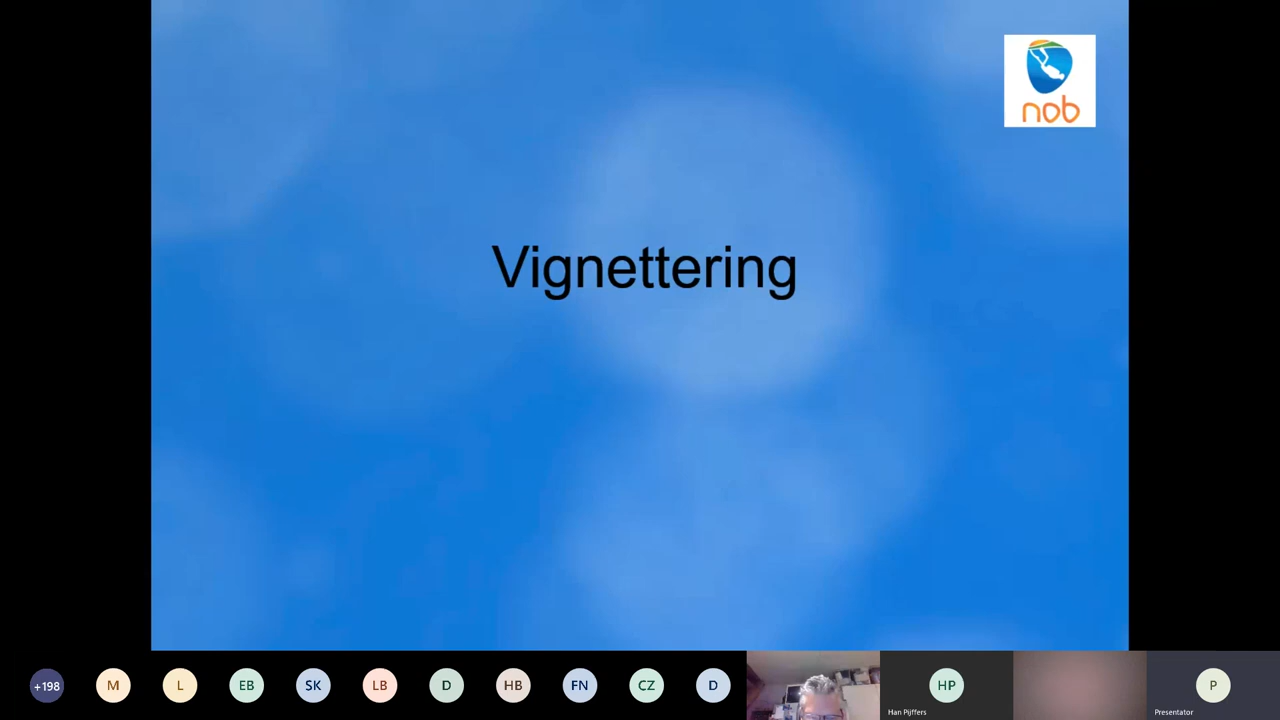 nob
Vignettering
+198
M
L
EB
SK
LB
D
HB
FN
CZ
D
HP
Han Pijffers
P
Presentator